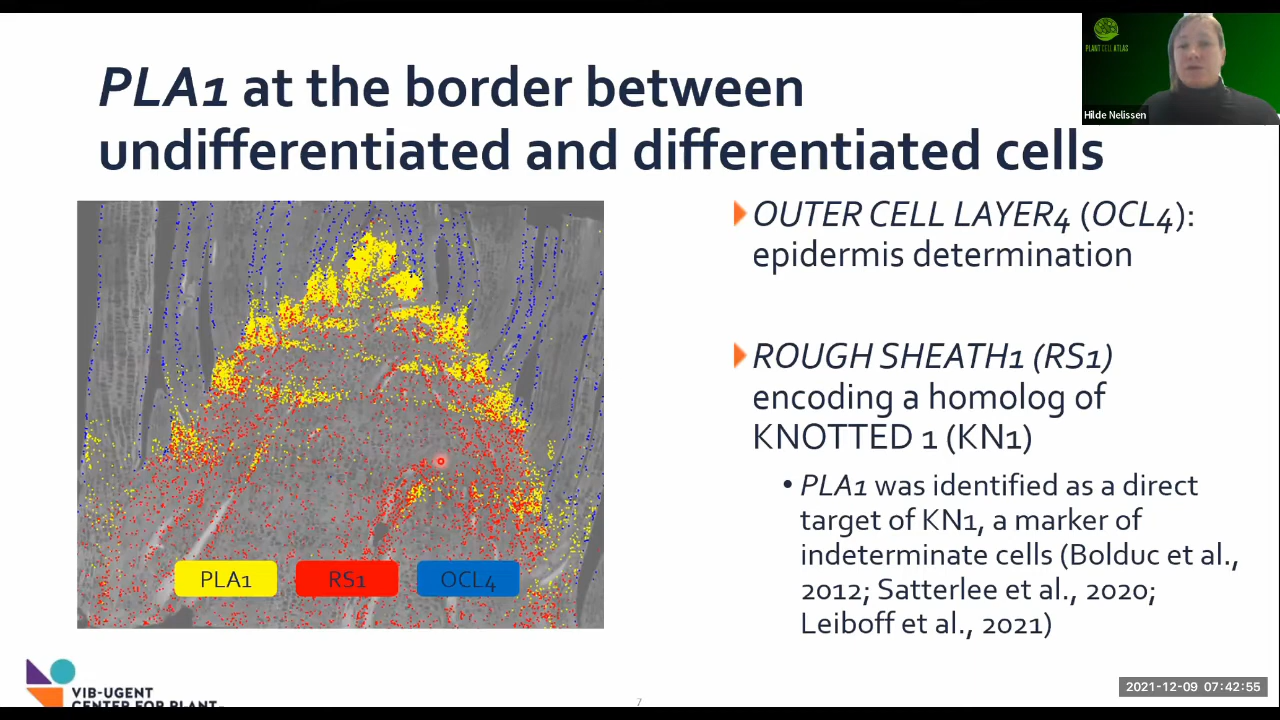 PLANT CELL ATLAS
Hilde Nelissen
PLA1 at the border between
undifferentiated and differentiated cells
OUTER CELL LAYER4 (OCL4):
epidermis determination
ROUGH SHEATH1 (RS1)
encoding a homolog of
KNOTTED 1 (KN1)
• PLA1 was identified as a direct
target of KN1, a marker of
indeterminate cells (Bolduc et al.,
2012; Satterlee et al., 2020;
Leiboff et al., 2021)
PLA1
RS1
OCL4
VIB-UGENT
CENTER FOR PLANT
7
2021-12-09 07:42:55